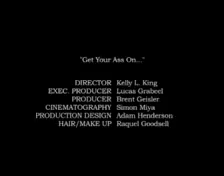 "Get Your Ass On..."
DIRECTOR Kelly L. King
EXEC. PRODUCER Lucas Grabeel
PRODUCER Brent Geisler
CINEMATOGRAPHY Simon Miya
PRODUCTION DESIGN Adam Henderson
HAIR/MAKE UP Raquel Goodsell